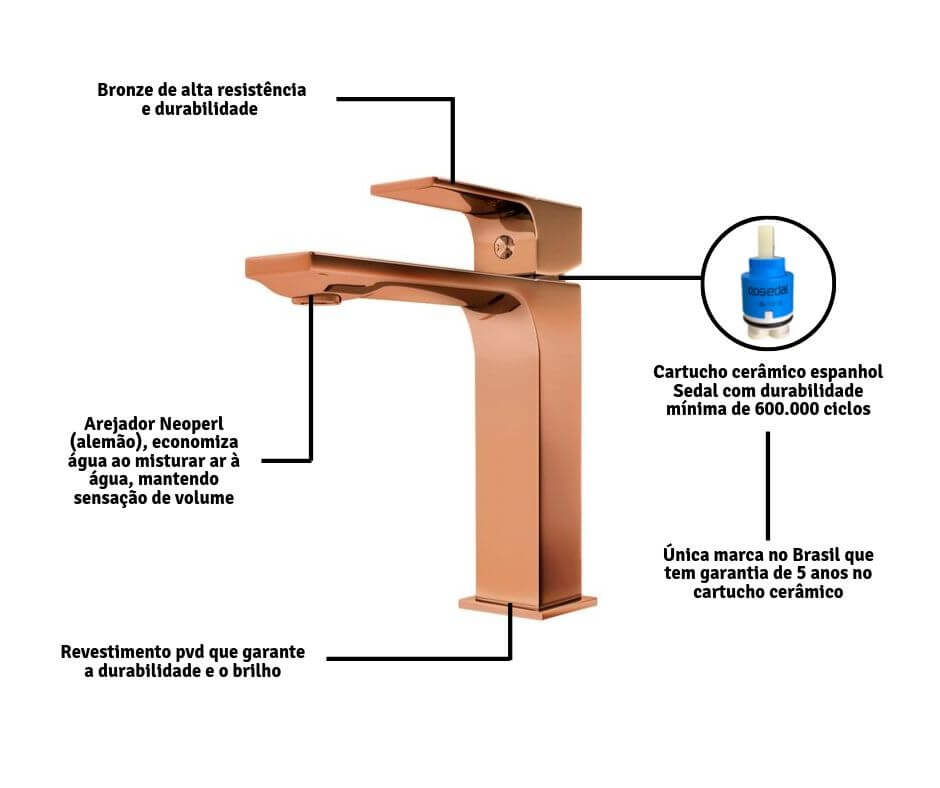 Bronze de alta resistência
e durabilidade
Arejador Neoperl
(alemão), economiza
água ao misturar ar à
água, mantendo
sensação de volume
Revestimento pvd que garante
a durabilidade e o brilho
Cartucho cerâmico espanhol
Sedal com durabilidade
mínima de 600.000 ciclos
Única marca no Brasil que
tem garantia de 5 anos no
cartucho cerâmico